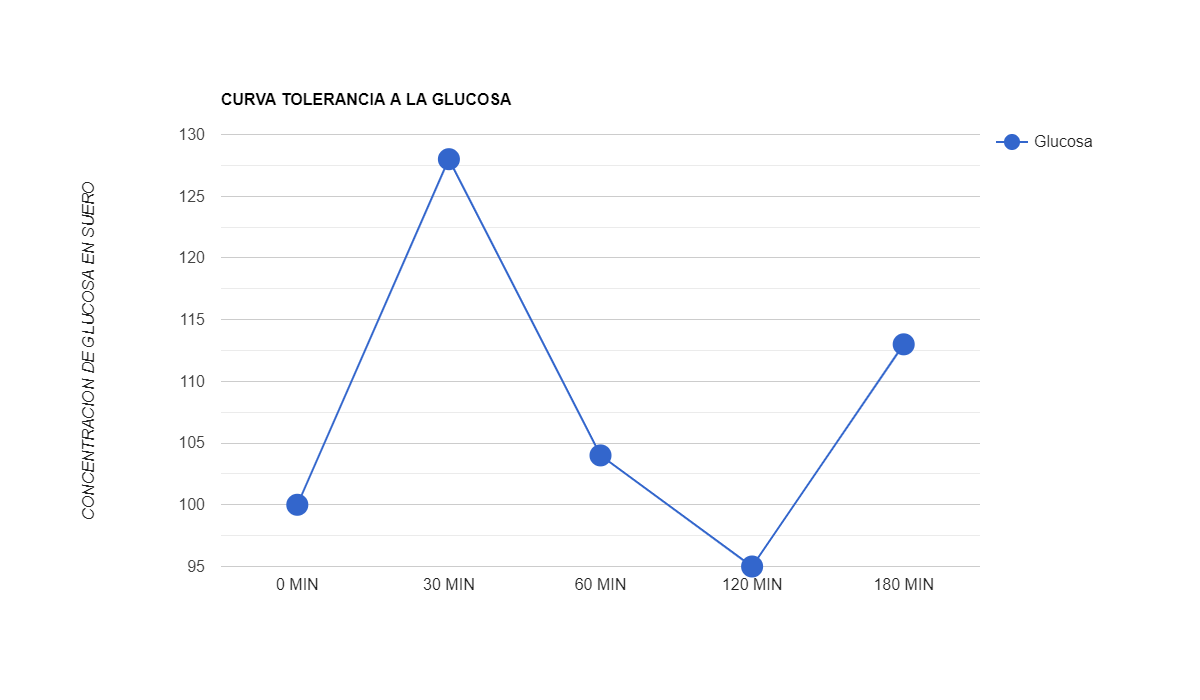 CURVA TOLERANCIA A LA GLUCOSA
Glucosa
CONCENTRACION DE GLUCOSA EN SUERO
130
125
120
115
110
105
100
95
0 MIN
30 MIN
60 MIN
120 MIN
180 MIN